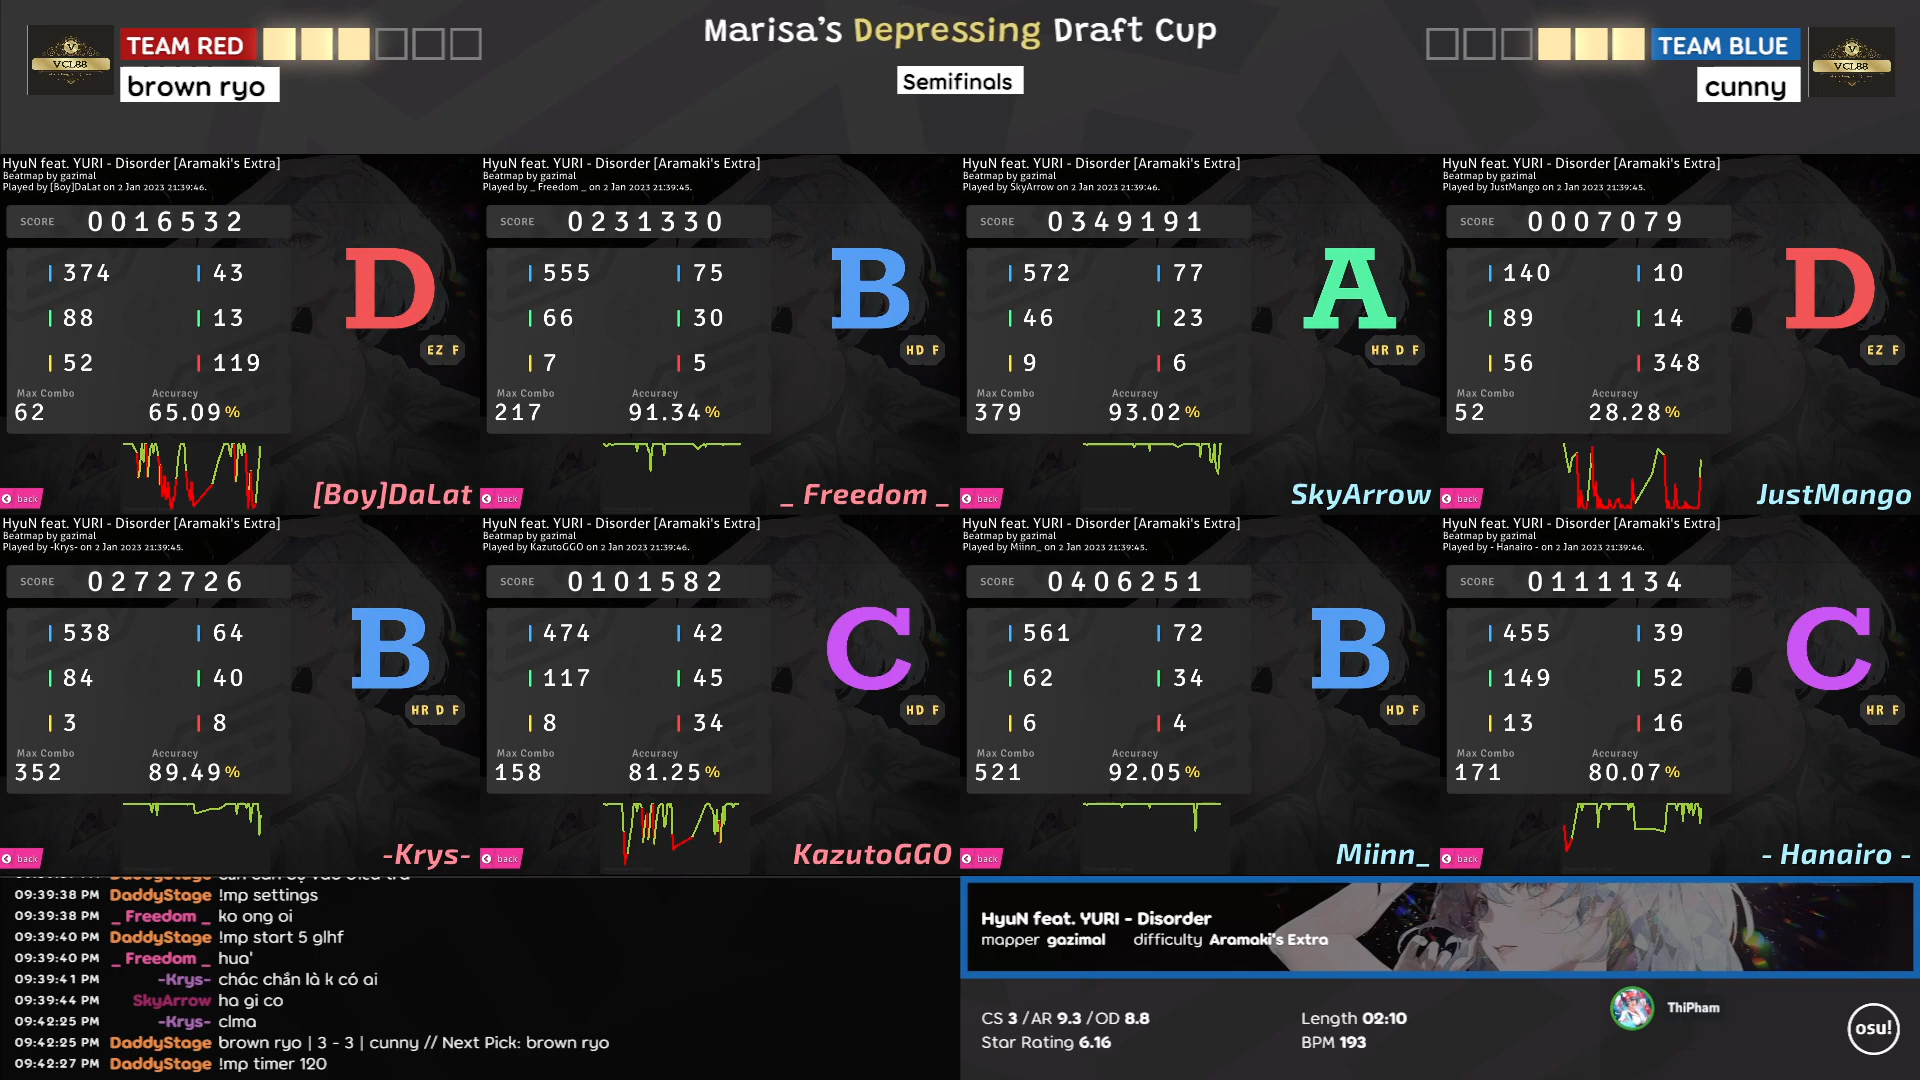 Marisa's Depressing Draft Cup
Semifinals
VCL88
TEAM RED
brown ryo
TEAM BLUE
cunny
VCL88
HyuN feat. YURI - Disorder [Aramaki's Extra]
Beatmap by gazimal
Played by [Boy]DaLat on 2 Jan 2023 21:39:46.
SCORE 0016532
374 43
88 13
52 119
Max Combo Accuracy
62 65.09%
D
EZ F
back
[Boy]DaLat
HyuN feat. YURI - Disorder [Aramaki's Extra]
Beatmap by gazimal
Played by _ Freedom _ on 2 Jan 2023 21:39:45.
SCORE 0231330
555 75
66 30
7 5
Max Combo Accuracy
217 91.34%
B
HD F
back
_ Freedom _
HyuN feat. YURI - Disorder [Aramaki's Extra]
Beatmap by gazimal
Played by SkyArrow on 2 Jan 2023 21:39:46.
SCORE 0349191
572 77
46 23
9 6
Max Combo Accuracy
379 93.02%
A
HR D F
back
SkyArrow
HyuN feat. YURI - Disorder [Aramaki's Extra]
Beatmap by gazimal
Played by JustMango on 2 Jan 2023 21:39:45.
SCORE 0007079
140 10
89 14
56 348
Max Combo Accuracy
52 28.28%
D
EZ F
back
JustMango
HyuN feat. YURI - Disorder [Aramaki's Extra]
Beatmap by gazimal
Played by -Krys- on 2 Jan 2023 21:39:45.
SCORE 0272726
538 64
84 40
3 8
Max Combo Accuracy
352 89.49%
B
HR D F
back
-Krys-
HyuN feat. YURI - Disorder [Aramaki's Extra]
Beatmap by gazimal
Played by KazutoGGO on 2 Jan 2023 21:39:46.
SCORE 0101582
474 42
117 45
8 34
Max Combo Accuracy
158 81.25%
C
HD F
back
KazutoGGO
HyuN feat. YURI - Disorder [Aramaki's Extra]
Beatmap by gazimal
Played by Miinn_ on 2 Jan 2023 21:39:45.
SCORE 0406251
561 72
62 34
6 4
Max Combo Accuracy
521 92.05%
B
HD F
back
Miinn_
HyuN feat. YURI - Disorder [Aramaki's Extra]
Beatmap by gazimal
Played by - Hanairo - on 2 Jan 2023 21:39:46.
SCORE 0111134
455 39
149 52
13 16
Max Combo Accuracy
171 80.07%
C
HR F
back
- Hanairo -
09:39:38 PM DaddyStage !mp settings
09:39:38 PM _ Freedom _ ko ong oi
09:39:40 PM DaddyStage !mp start 5 glhf
09:39:40 PM _ Freedom _ hua'
09:39:41 PM -Krys- chác chắn là k có ai
09:39:44 PM SkyArrow ha gi co
09:42:25 PM -Krys- clma
09:42:25 PM DaddyStage brown ryo | 3 - 3 | cunny // Next Pick: brown ryo
09:42:27 PM DaddyStage !mp timer 120
HyuN feat. YURI - Disorder
mapper gazimal difficulty Aramaki's Extra
CS 3 / AR 9.3 / OD 8.8
Star Rating 6.16
Length 02:10
BPM 193
ThiPham
osu!